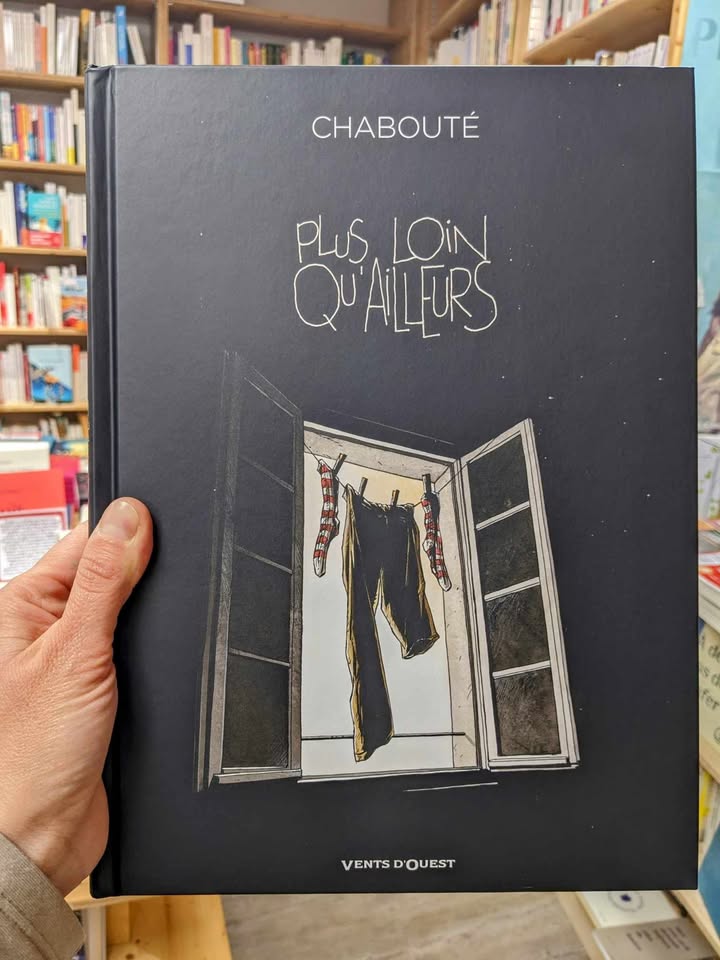 CHABOUTÉ
PLUS LOIN
QU'AILLEURS
VENTS D'OUEST